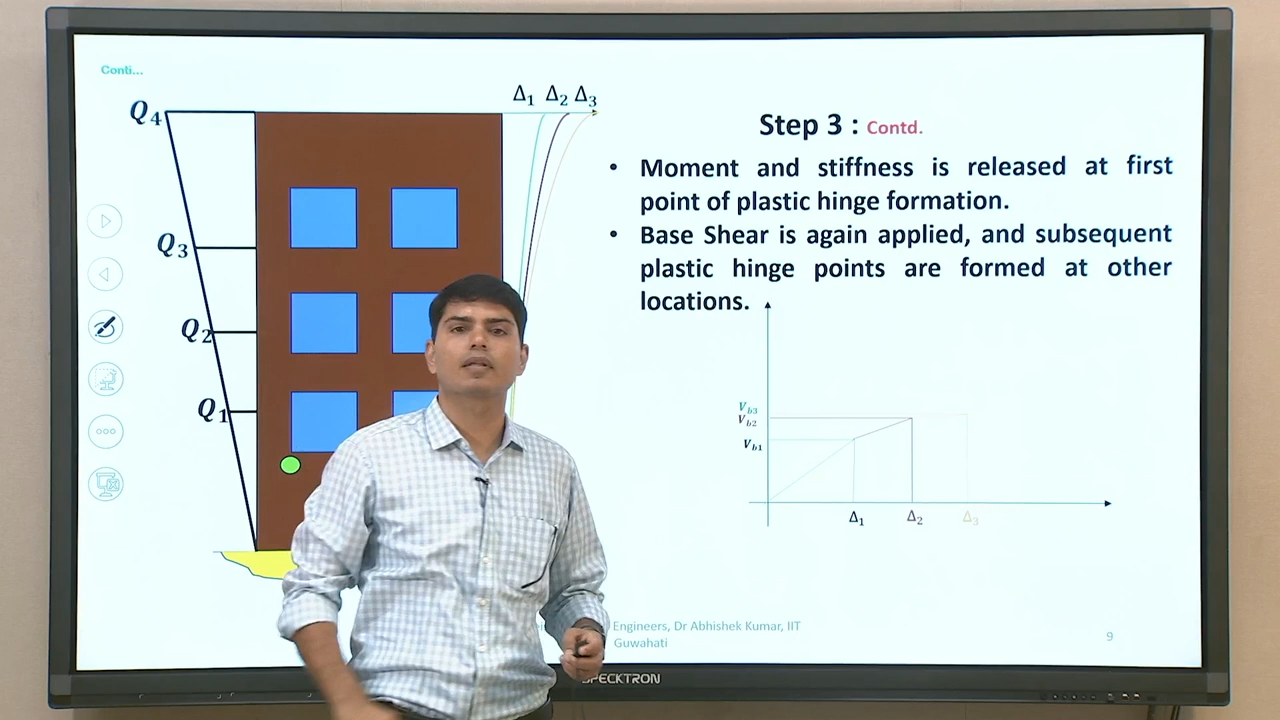 Conti...
Q4
Q3
Q2
Q1
Δ1 Δ2 Δ3
Step 3 : Contd.
• Moment and stiffness is released at first
point of plastic hinge formation.
• Base Shear is again applied, and subsequent
plastic hinge points are formed at other
locations.
Vb3
Vb2
Vb1
Δ1 Δ2 Δ3
Engineers, Dr Abhishek Kumar, IIT
Guwahati
9
SPECKTRON